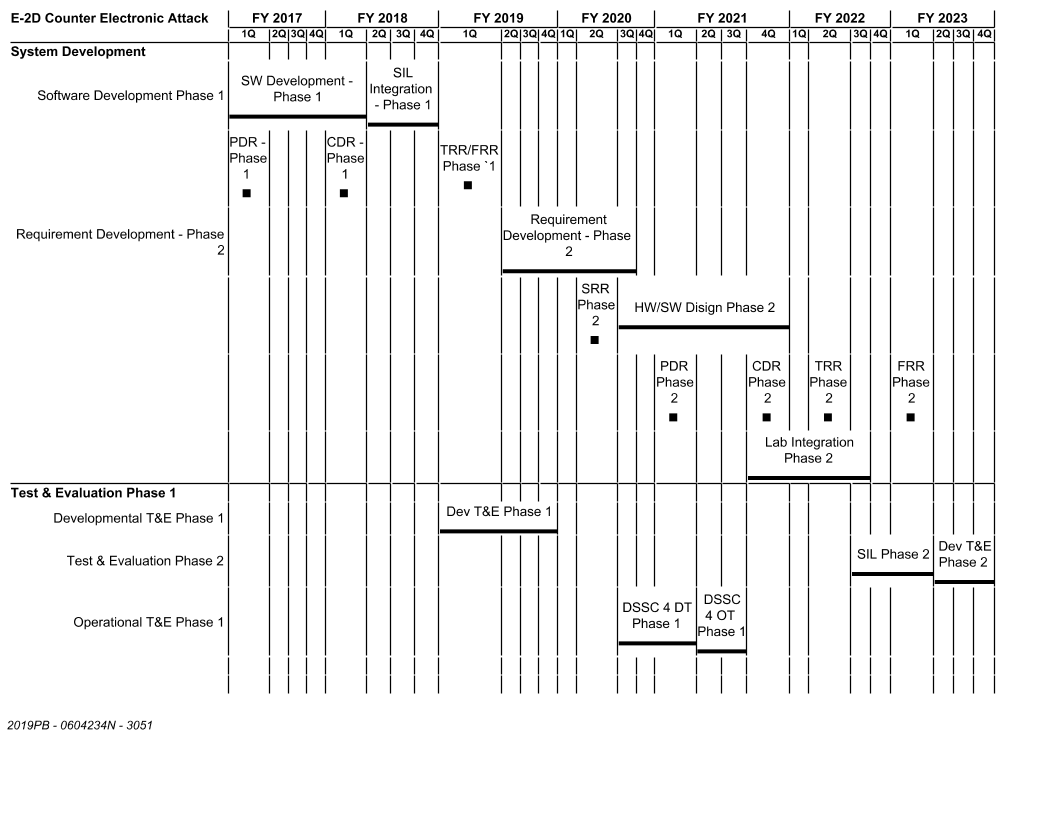 E-2D Counter Electronic Attack FY 2017 FY 2018 FY 2019 FY 2020 FY 2021 FY 2022 FY 2023
1Q 2Q 3Q 4Q 1Q 2Q 3Q 4Q 1Q 2Q 3Q 4Q 1Q 2Q 3Q 4Q 1Q 2Q 3Q 4Q 1Q 2Q 3Q 4Q 1Q 2Q 3Q 4Q
System Development
Software Development Phase 1
SW Development -
Phase 1
SIL
Integration
- Phase 1
PDR -
Phase
1
CDR -
Phase
1
TRR/FRR
Phase `1
Requirement Development - Phase
2
Requirement
Development - Phase
2
SRR
Phase
2
HW/SW Disign Phase 2
PDR
Phase
2
CDR
Phase
2
TRR
Phase
2
FRR
Phase
2
Lab Integration
Phase 2
Test & Evaluation Phase 1
Developmental T&E Phase 1
Dev T&E Phase 1
Test & Evaluation Phase 2
SIL Phase 2
Dev T&E
Phase 2
Operational T&E Phase 1
DSSC 4 DT
Phase 1
DSSC
4 OT
Phase 1
2019PB - 0604234N - 3051